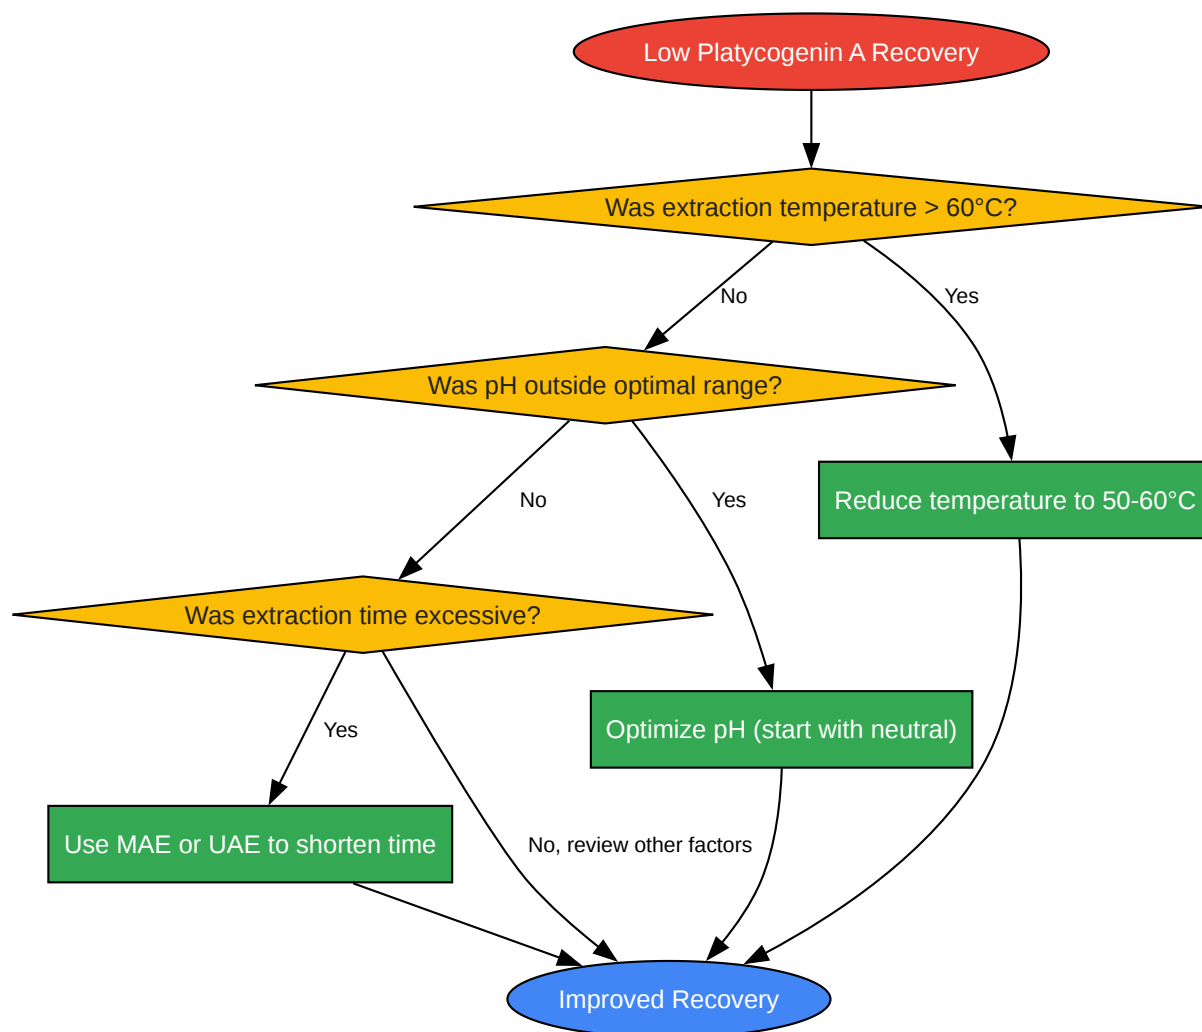 Low Platycogenin A Recovery
Was extraction temperature > 60°C?
No
Yes
Was pH outside optimal range?
No
Yes
Reduce temperature to 50-60°C
Was extraction time excessive?
Yes
Optimize pH (start with neutral)
Use MAE or UAE to shorten time
No, review other factors
Improved Recovery